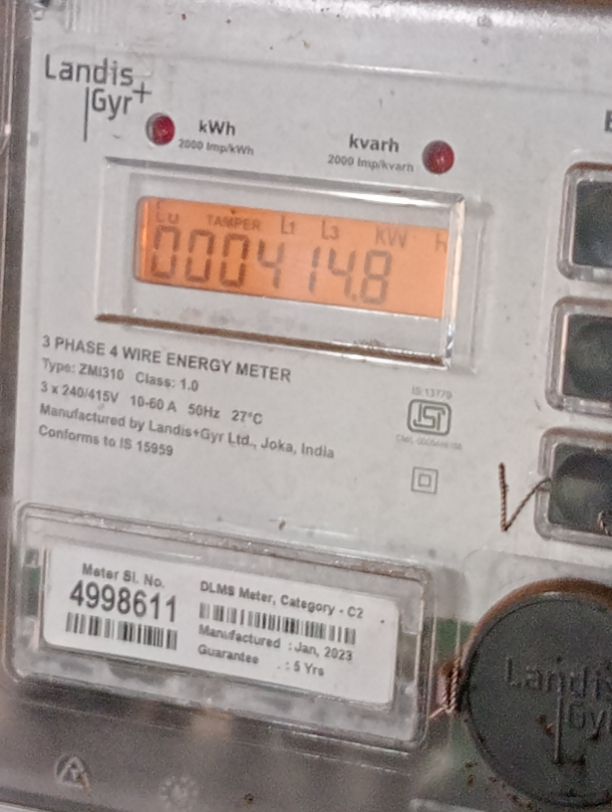 Landis
Gyr+
kWh
2000 Imp/kWh
kvarh
2000 Imp/kvarh
TAMPER L1 L3 KW h
000414.8
3 PHASE 4 WIRE ENERGY METER
Type: ZMI310 Class: 1.0
3 x 240/415V 10-60 A 50Hz 27°C
Manufactured by Landis+Gyr Ltd., Joka, India
Conforms to IS 15959
IS 13779
Meter Sl. No.
4998611
DLMS Meter, Category - C2
Manufactured : Jan, 2023
Guarantee : 5 Yrs
Landis
Gy